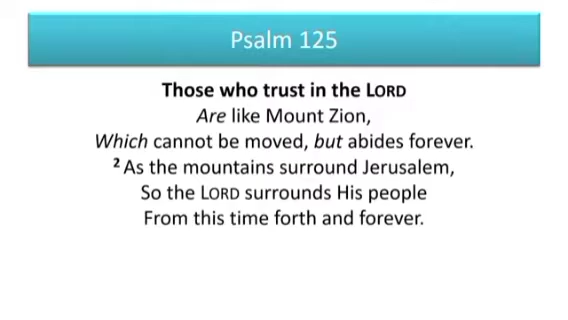 Psalm 125
Those who trust in the LORD
Are like Mount Zion,
Which cannot be moved, but abides forever.
2 As the mountains surround Jerusalem,
So the LORD surrounds His people
From this time forth and forever.